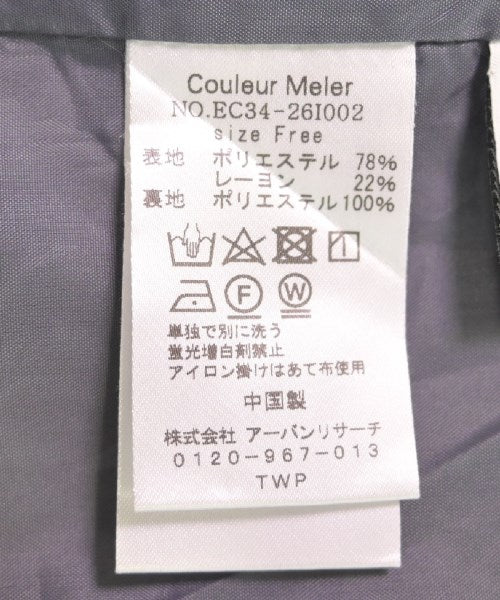 Couleur Meler
NO.EC34-26I002
size Free
表地 ポリエステル 78%
レーヨン 22%
裏地 ポリエステル 100%
F W
単独で別に洗う
蛍光増白剤禁止
アイロン掛けはあて布使用
中国製
株式会社 アーバンリサーチ
0120-967-013
TWP